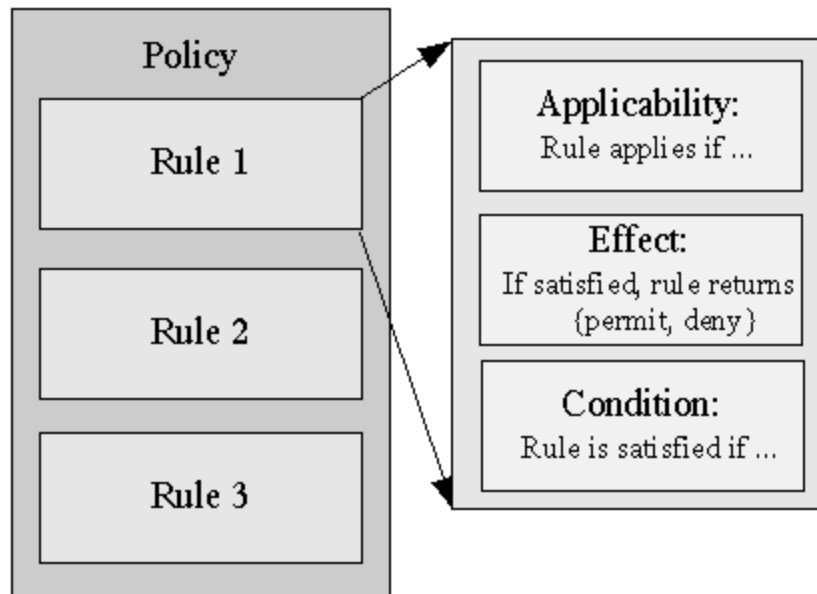 Policy
Rule 1
Rule 2
Rule 3
Applicability:
Rule applies if ...
Effect:
If satisfied, rule returns
{permit, deny}
Condition:
Rule is satisfied if ...